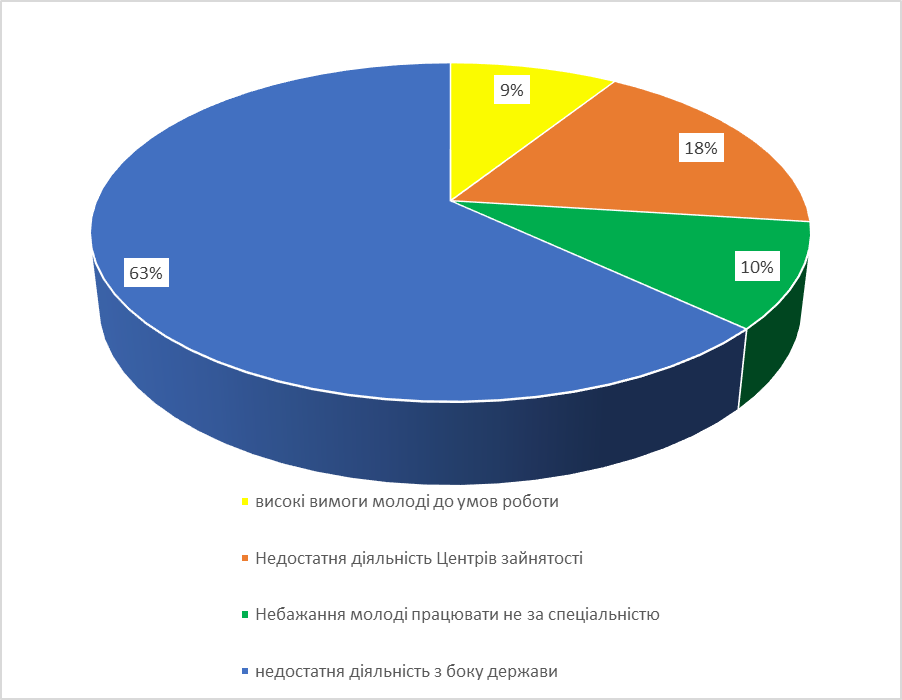 9%
18%
10%
63%
високі вимоги молоді до умов роботи
Недостатня діяльність Центрів зайнятості
Небажання молоді працювати не за спеціальністю
недостатня діяльність з боку держави